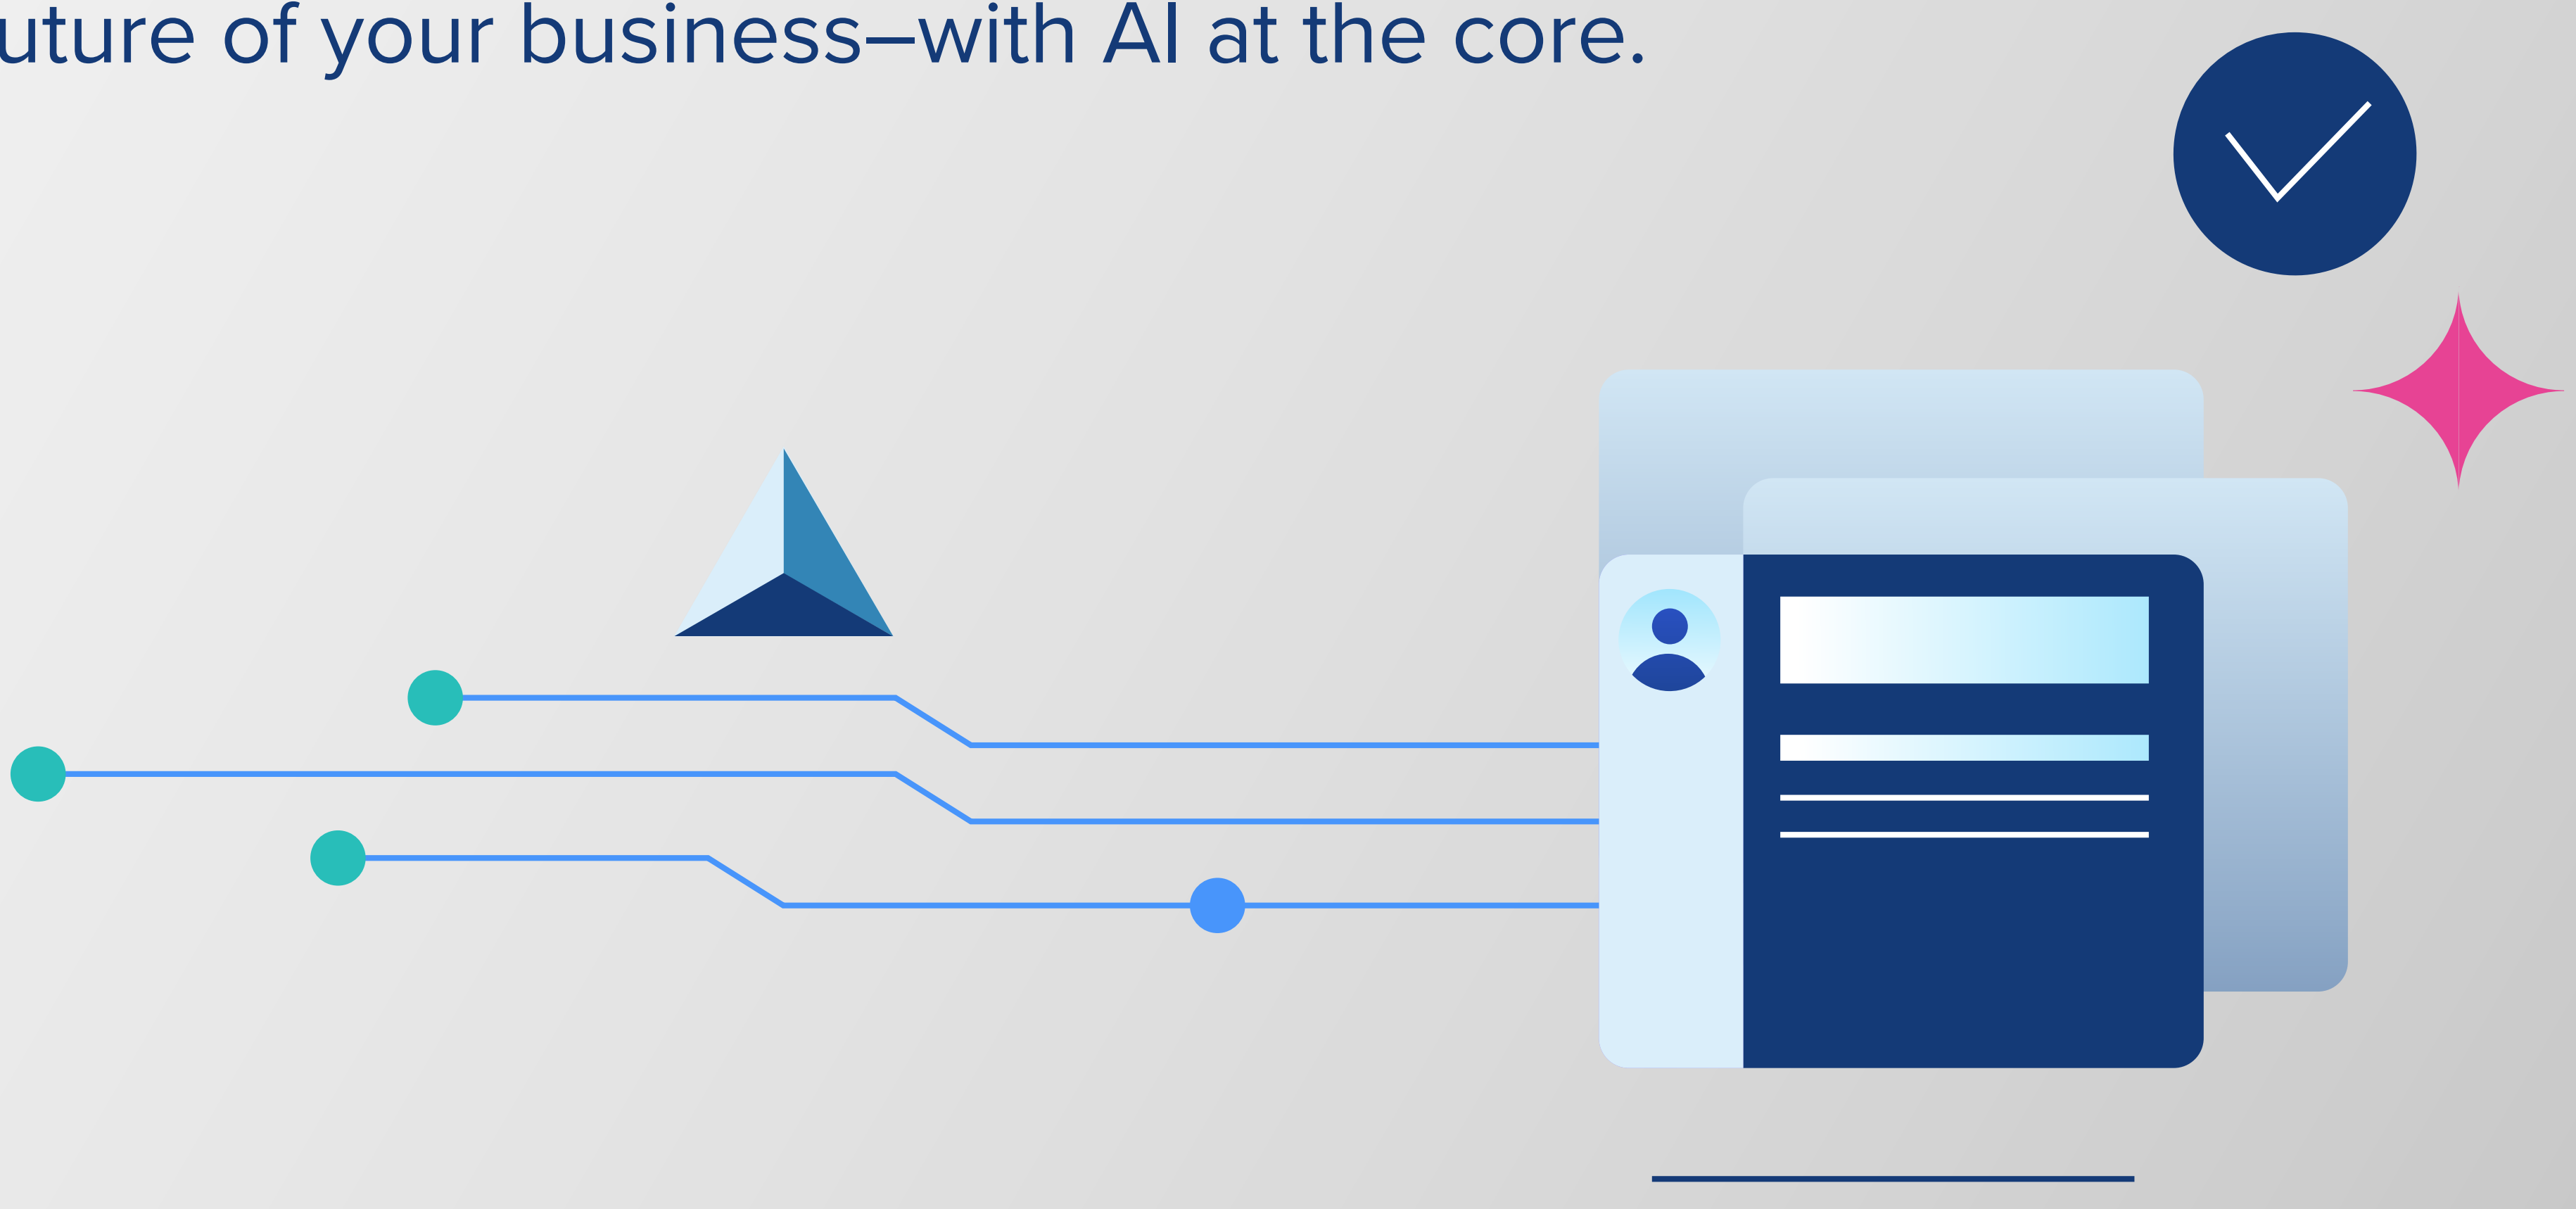 uture of your business—with AI at the core.